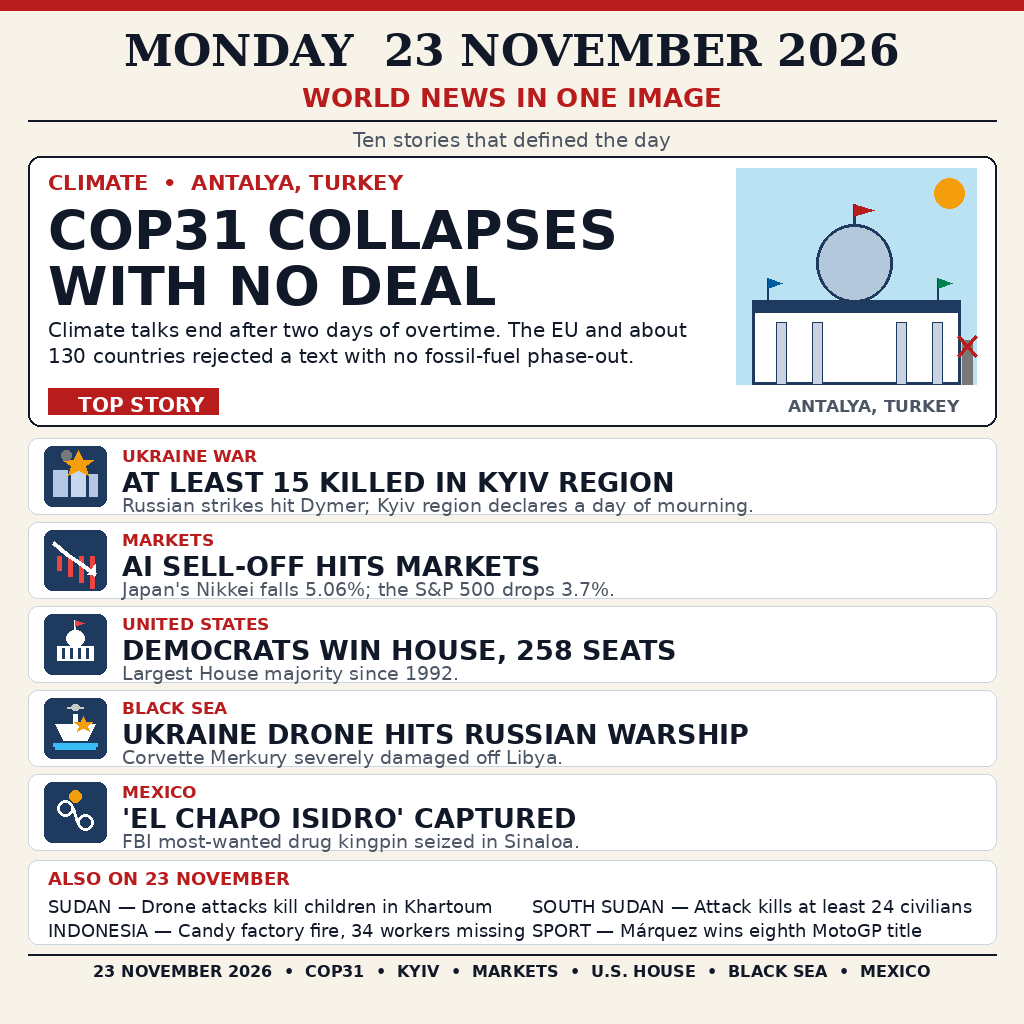 MONDAY 23 NOVEMBER 2026
WORLD NEWS IN ONE IMAGE
Ten stories that defined the day
CLIMATE • ANTALYA, TURKEY
COP31 COLLAPSES
WITH NO DEAL
Climate talks end after two days of overtime. The EU and about
130 countries rejected a text with no fossil-fuel phase-out.
TOP STORY
ANTALYA, TURKEY
UKRAINE WAR
AT LEAST 15 KILLED IN KYIV REGION
Russian strikes hit Dymer; Kyiv region declares a day of mourning.
MARKETS
AI SELL-OFF HITS MARKETS
Japan's Nikkei falls 5.06%; the S&P 500 drops 3.7%.
UNITED STATES
DEMOCRATS WIN HOUSE, 258 SEATS
Largest House majority since 1992.
BLACK SEA
UKRAINE DRONE HITS RUSSIAN WARSHIP
Corvette Merkury severely damaged off Libya.
MEXICO
'EL CHAPO ISIDRO' CAPTURED
FBI most-wanted drug kingpin seized in Sinaloa.
ALSO ON 23 NOVEMBER
SUDAN — Drone attacks kill children in Khartoum
SOUTH SUDAN — Attack kills at least 24 civilians
INDONESIA — Candy factory fire, 34 workers missing
SPORT — Márquez wins eighth MotoGP title
23 NOVEMBER 2026 • COP31 • KYIV • MARKETS • U.S. HOUSE • BLACK SEA • MEXICO